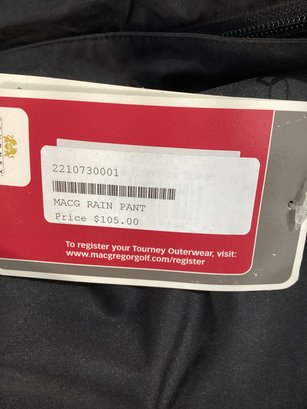 2210730001
MACG RAIN PANT
Price $105.00
To register your Tourney Outerwear, visit:
www.macgregorgolf.com/register